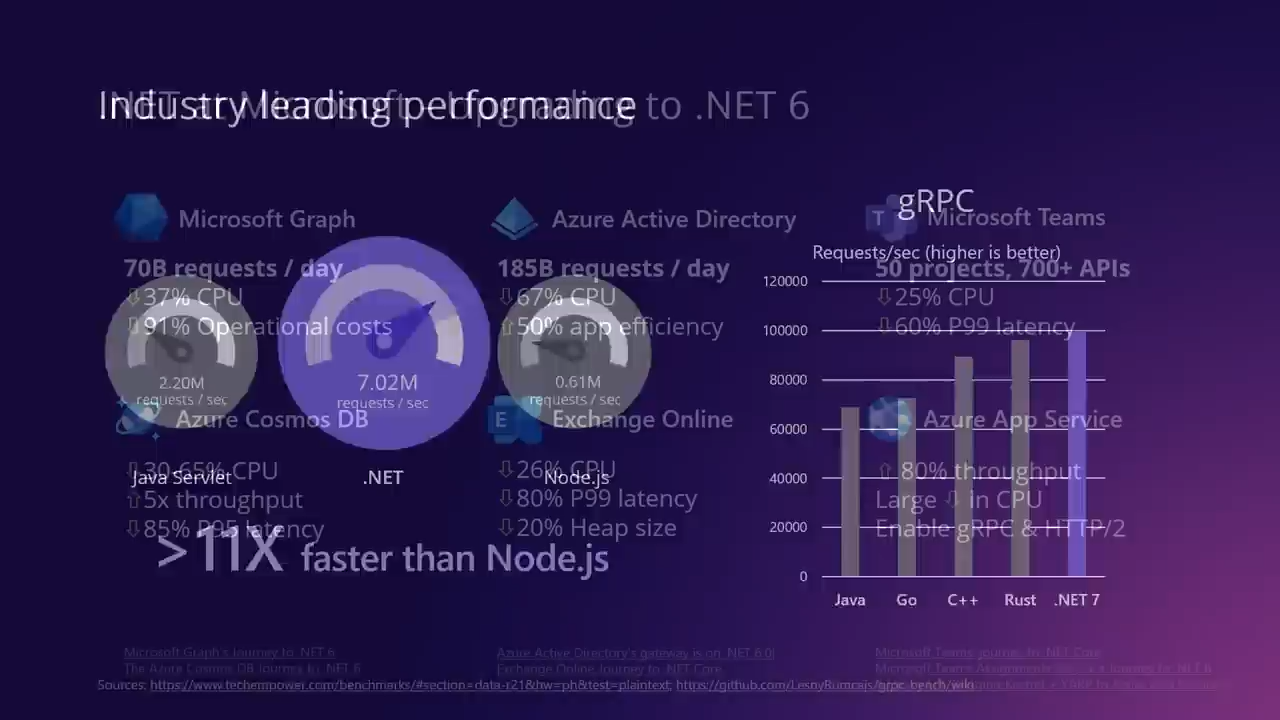 Industry leading performance
.NET at Microsoft – Upgrading to .NET 6
gRPC
Requests/sec (higher is better)
120000
100000
80000
60000
40000
20000
0
Java
Go
C++
Rust
.NET 7
2.20M
requests / sec
Java Servlet
7.02M
requests / sec
.NET
0.61M
requests / sec
Node.js
>11X faster than Node.js
Microsoft Graph
70B requests / day
⇩37% CPU
⇩91% Operational costs
Azure Active Directory
185B requests / day
⇩67% CPU
⇧50% app efficiency
Microsoft Teams
50 projects, 700+ APIs
⇩25% CPU
⇩60% P99 latency
Azure Cosmos DB
⇩30-65% CPU
⇧5x throughput
⇩85% P95 latency
Exchange Online
⇩26% CPU
⇩80% P99 latency
⇩20% Heap size
Azure App Service
⇧ 80% throughput
Large ⇩ in CPU
Enable gRPC & HTTP/2
Microsoft Graph's Journey to .NET 6
The Azure Cosmos DB Journey to .NET 6
Azure Active Directory's gateway is on .NET 6.0!
Exchange Online Journey to .NET Core
Microsoft Teams journey to .NET Core
Microsoft Teams Journey to .NET 6
Sources: https://www.techempower.com/benchmarks/#section=data-r21&hw=ph&test=plaintext; https://github.com/LesnyRumcajs/grpc_bench/wiki